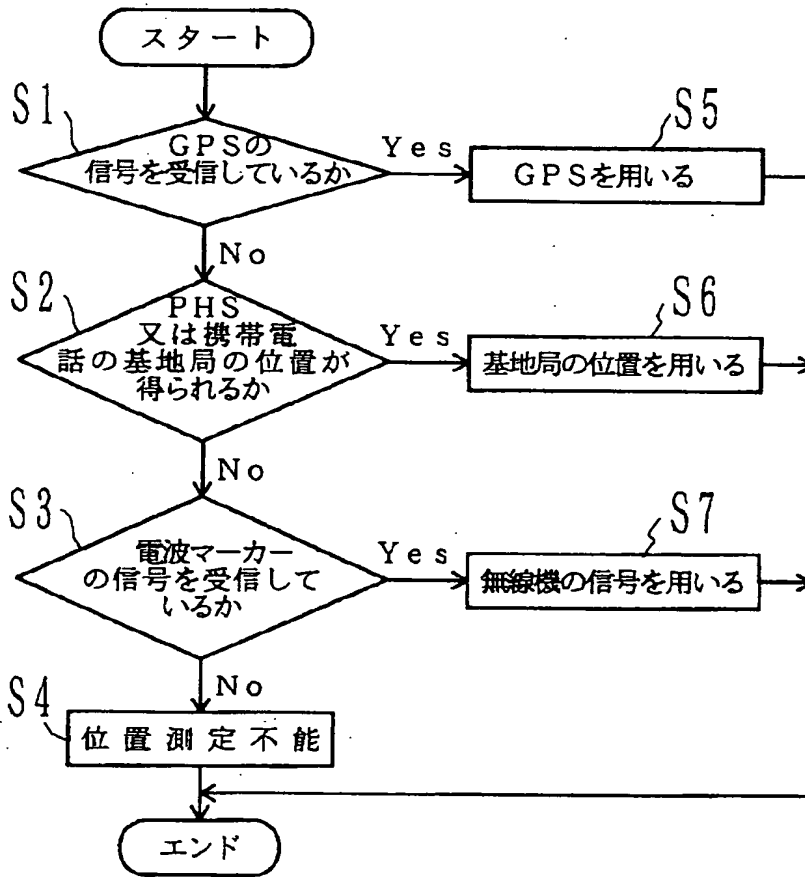 スタート
S1
GPSの
信号を受信しているか
Yes
S5
GPSを用いる
No
S2
PHS
又は携帯電
話の基地局の位置が
得られるか
Yes
S6
基地局の位置を用いる
No
S3
電波マーカー
の信号を受信して
いるか
Yes
S7
無線機の信号を用いる
No
S4
位置測定不能
エンド